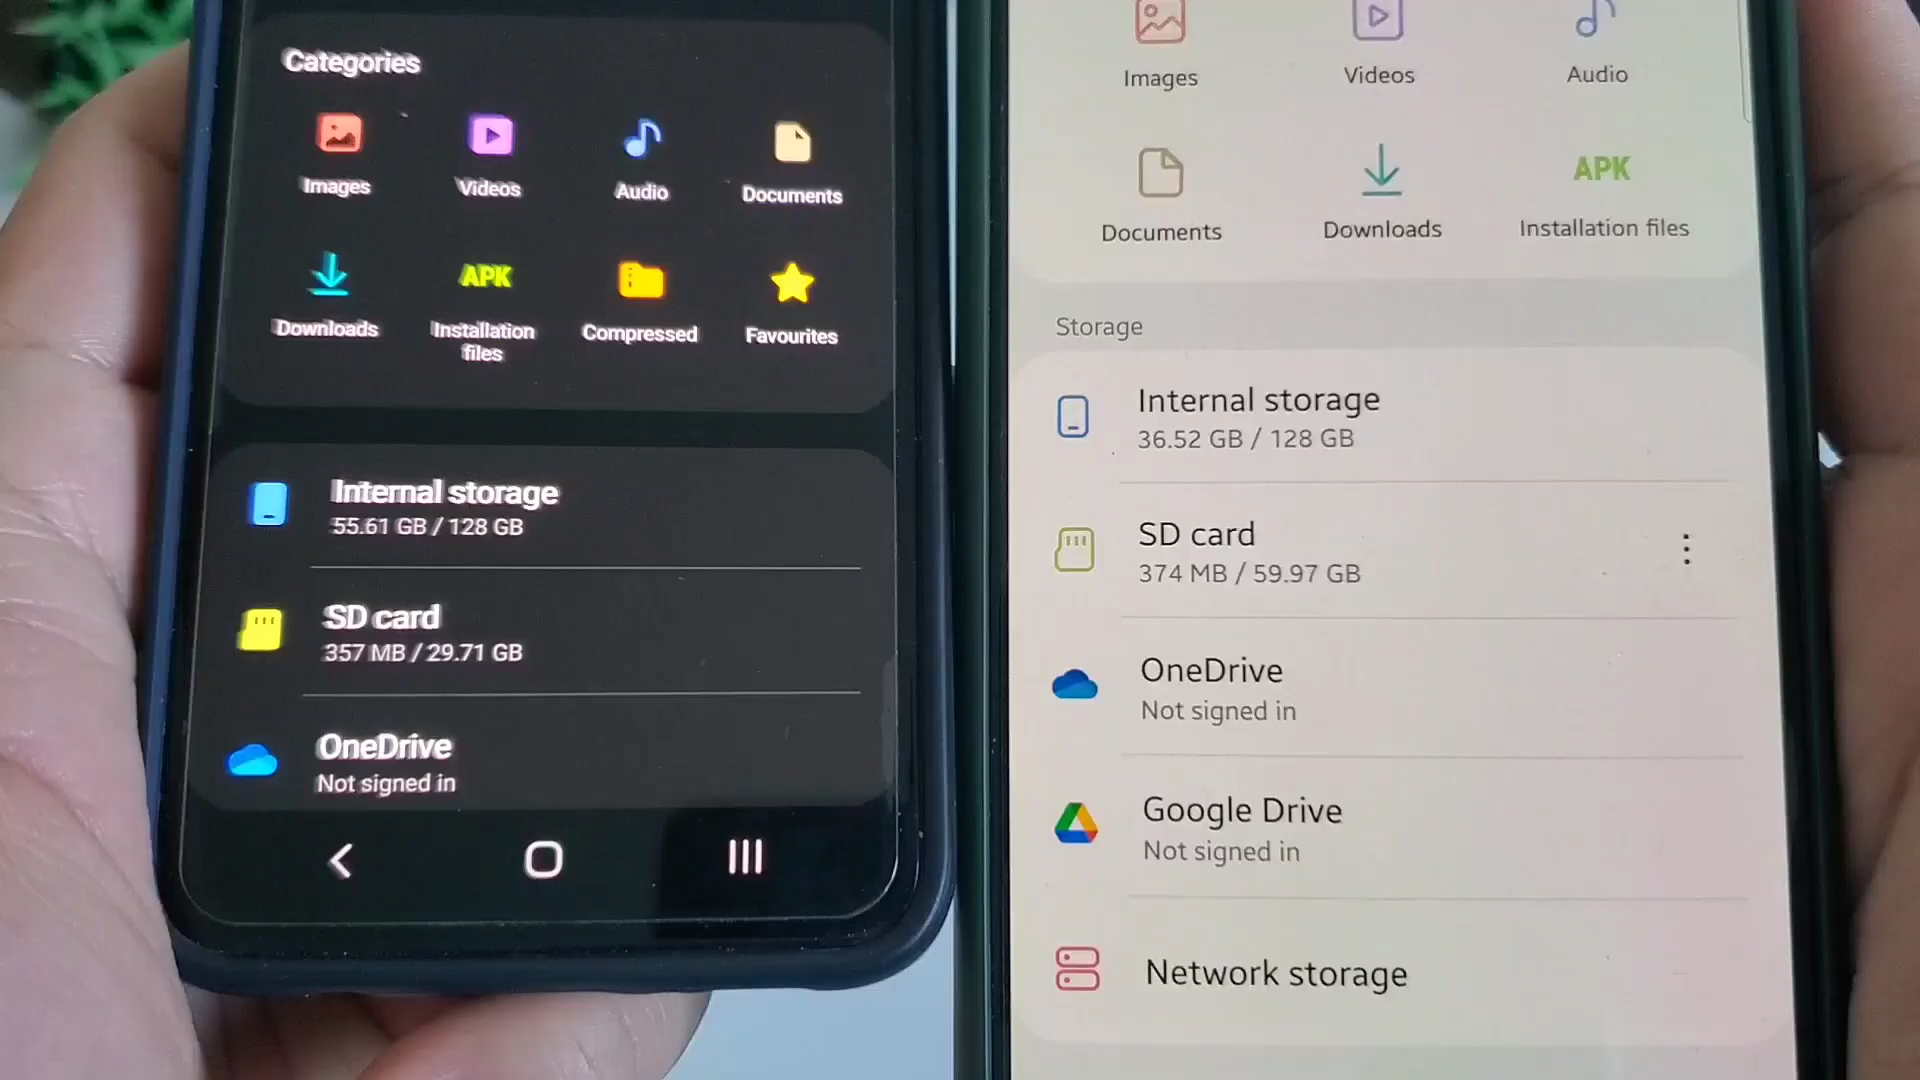 Categories
Images
Videos
Audio
Documents
Downloads
APK
Installation
files
Compressed
Favourites
Internal storage
55.61 GB / 128 GB
SD card
357 MB / 29.71 GB
OneDrive
Not signed in
Images
Videos
Audio
Documents
Downloads
APK
Installation files
Storage
Internal storage
36.52 GB / 128 GB
SD card
374 MB / 59.97 GB
OneDrive
Not signed in
Google Drive
Not signed in
Network storage